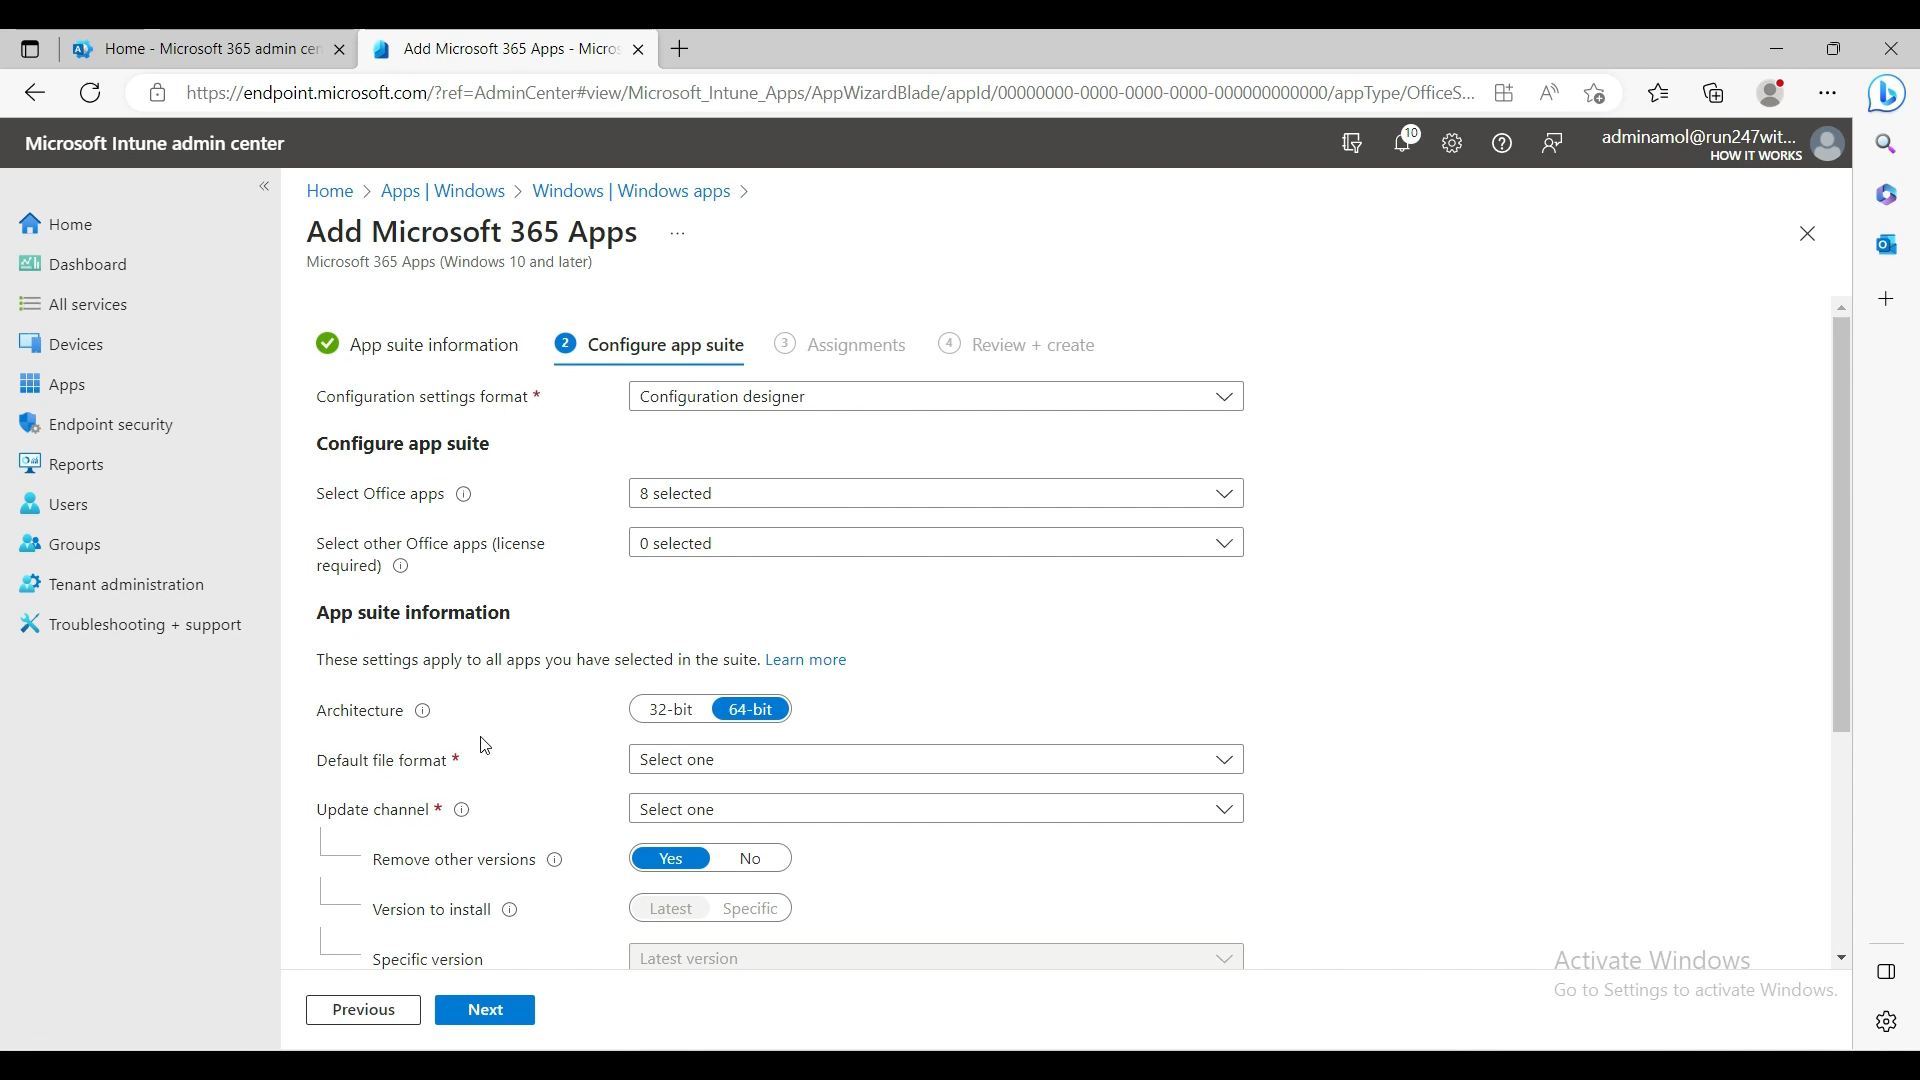 Home - Microsoft 365 admin cen
Add Microsoft 365 Apps - Micros
https://endpoint.microsoft.com/?ref=AdminCenter#view/Microsoft_Intune_Apps/AppWizardBlade/appId/00000000-0000-0000-0000-000000000000/appType/OfficeS...
Microsoft Intune admin center
10
adminamol@run247wit...
HOW IT WORKS
Home > Apps | Windows > Windows | Windows apps >
Add Microsoft 365 Apps ...
Microsoft 365 Apps (Windows 10 and later)
Home
Dashboard
All services
Devices
Apps
Endpoint security
Reports
Users
Groups
Tenant administration
Troubleshooting + support
App suite information 2 Configure app suite 3 Assignments 4 Review + create
Configuration settings format * Configuration designer
Configure app suite
Select Office apps 8 selected
Select other Office apps (license required) 0 selected
App suite information
These settings apply to all apps you have selected in the suite. Learn more
Architecture 32-bit 64-bit
Default file format * Select one
Update channel * Select one
Remove other versions Yes No
Version to install Latest Specific
Specific version Latest version
Previous Next
Activate Windows
Go to Settings to activate Windows.